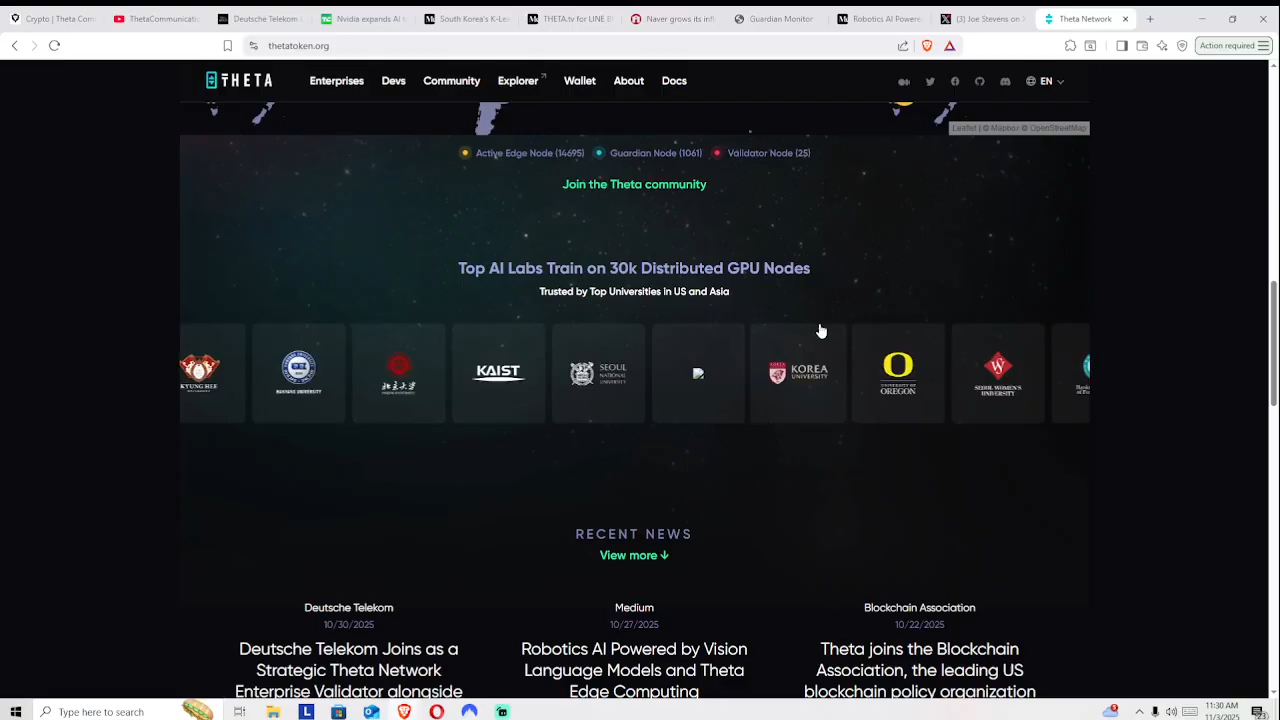 Crypto | Theta Com
ThetaCommunicatio
Deutsche Telekom
Nvidia expands AI f
South Korea's K-Lea
THETA.tv for LINE Bl
Naver grows its infl
Guardian Monitor
Robotics AI Powere
(3) Joe Stevens on
Theta Network
thetatoken.org
Action required
THETA
Enterprises
Devs
Community
Explorer
Wallet
About
Docs
EN
Leaflet | © Mapbox © OpenStreetMap
Active Edge Node (14695)
Guardian Node (1061)
Validator Node (25)
Join the Theta community
Top AI Labs Train on 30k Distributed GPU Nodes
Trusted by Top Universities in US and Asia
KYUNG HEE
KAIST
SEOUL
NATIONAL
UNIVERSITY
KOREA
UNIVERSITY
UNIVERSITY OF
OREGON
SEOUL WOMEN'S
UNIVERSITY
RECENT NEWS
View more ↓
Deutsche Telekom
10/30/2025
Deutsche Telekom Joins as a
Strategic Theta Network
Enterprise Validator alongside
Medium
10/27/2025
Robotics AI Powered by Vision
Language Models and Theta
Edge Computing
Blockchain Association
10/22/2025
Theta joins the Blockchain
Association, the leading US
blockchain policy organization
Type here to search
11:30 AM
11/3/2025